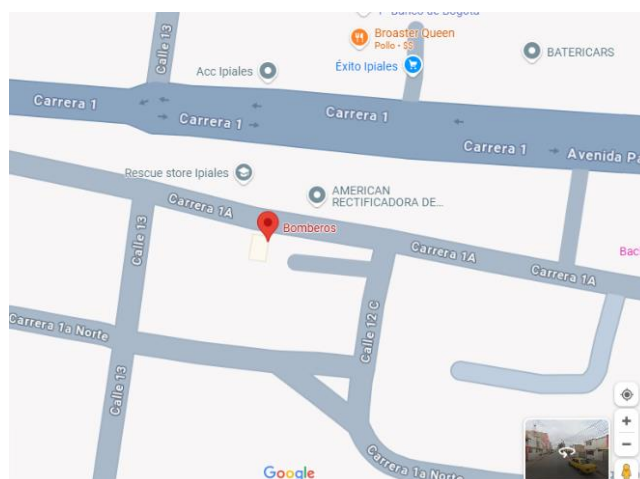 Banco de Bogotá
Broaster Queen
Pollo • $$
Éxito Ipiales
BATERICARS
Calle 13
Acc Ipiales
Carrera 1
Carrera 1
Carrera 1
Carrera 1
Avenida Pa
Rescue store Ipiales
AMERICAN
RECTIFICADORA DE...
Carrera 1A
Bomberos
Calle 13
Carrera 1A
Carrera 1A
Bac
Carrera 1a Norte
Calle 12 C
Calle 13
Carrera 1a Norte
Google